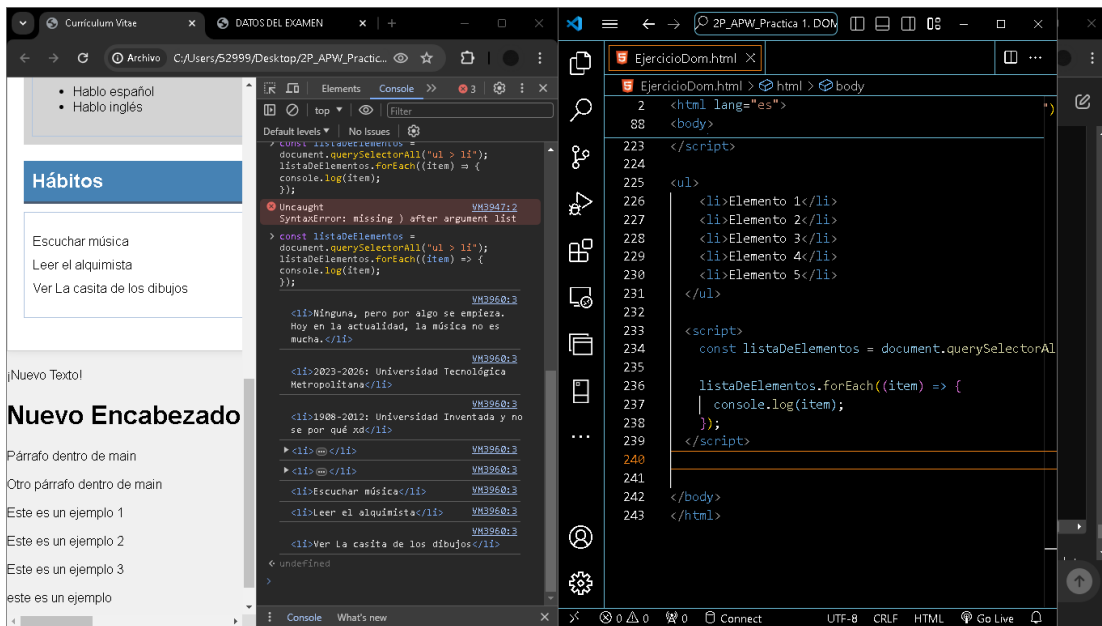 Currículum Vitae
DATOS DEL EXAMEN
Archivo
C:/Users/52999/Desktop/2P_APW_Practic...
Hablo español
Hablo inglés
Hábitos
Escuchar música
Leer el alquimista
Ver La casita de los dibujos
¡Nuevo Texto!
Nuevo Encabezado
Párrafo dentro de main
Otro párrafo dentro de main
Este es un ejemplo 1
Este es un ejemplo 2
Este es un ejemplo 3
este es un ejemplo
Elements Console 3
top Filter
Default levels No Issues
const listaDeElementos =
document.querySelectorAll("ul > li");
listaDeElementos.forEach((item) ⇒ {
console.log(item);
});
Uncaught VM3947:2
SyntaxError: missing ) after argument list
> const listaDeElementos =
document.querySelectorAll("ul > li");
listaDeElementos.forEach((item) => {
console.log(item);
});
VM3960:3
<li>Ninguna, pero por algo se empieza.
Hoy en la actualidad, la música no es
mucha.</li>
VM3960:3
<li>2023-2026: Universidad Tecnológica
Metropolitana</li>
VM3960:3
<li>1908-2012: Universidad Inventada y no
se por qué xd</li>
<li>…</li> VM3960:3
<li>…</li> VM3960:3
<li>Escuchar música</li> VM3960:3
<li>Leer el alquimista</li> VM3960:3
VM3960:3
<li>Ver La casita de los dibujos</li>
undefined
>
Console What's new
2P_APW_Practica 1. DOM
EjercicioDom.html
EjercicioDom.html > html > body
2 <html lang="es">
88 <body>
223 </script>
224
225 <ul>
226 <li>Elemento 1</li>
227 <li>Elemento 2</li>
228 <li>Elemento 3</li>
229 <li>Elemento 4</li>
230 <li>Elemento 5</li>
231 </ul>
232
233 <script>
234 const listaDeElementos = document.querySelectorAl
235
236 listaDeElementos.forEach((item) => {
237 console.log(item);
238 });
239 </script>
240
241
242 </body>
243 </html>
")
0 0 0 Connect UTF-8 CRLF HTML Go Live